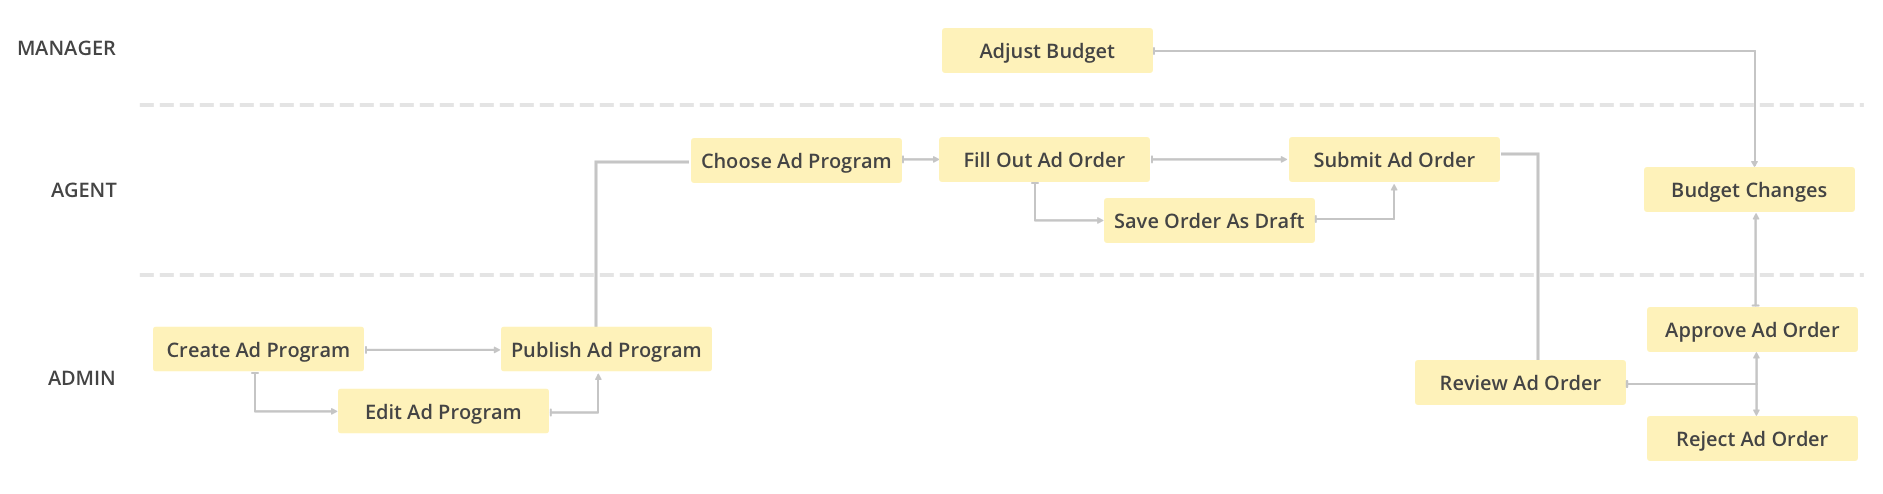 MANAGER
Adjust Budget
AGENT
Choose Ad Program
Fill Out Ad Order
Submit Ad Order
Save Order As Draft
Budget Changes
ADMIN
Create Ad Program
Publish Ad Program
Edit Ad Program
Review Ad Order
Approve Ad Order
Reject Ad Order